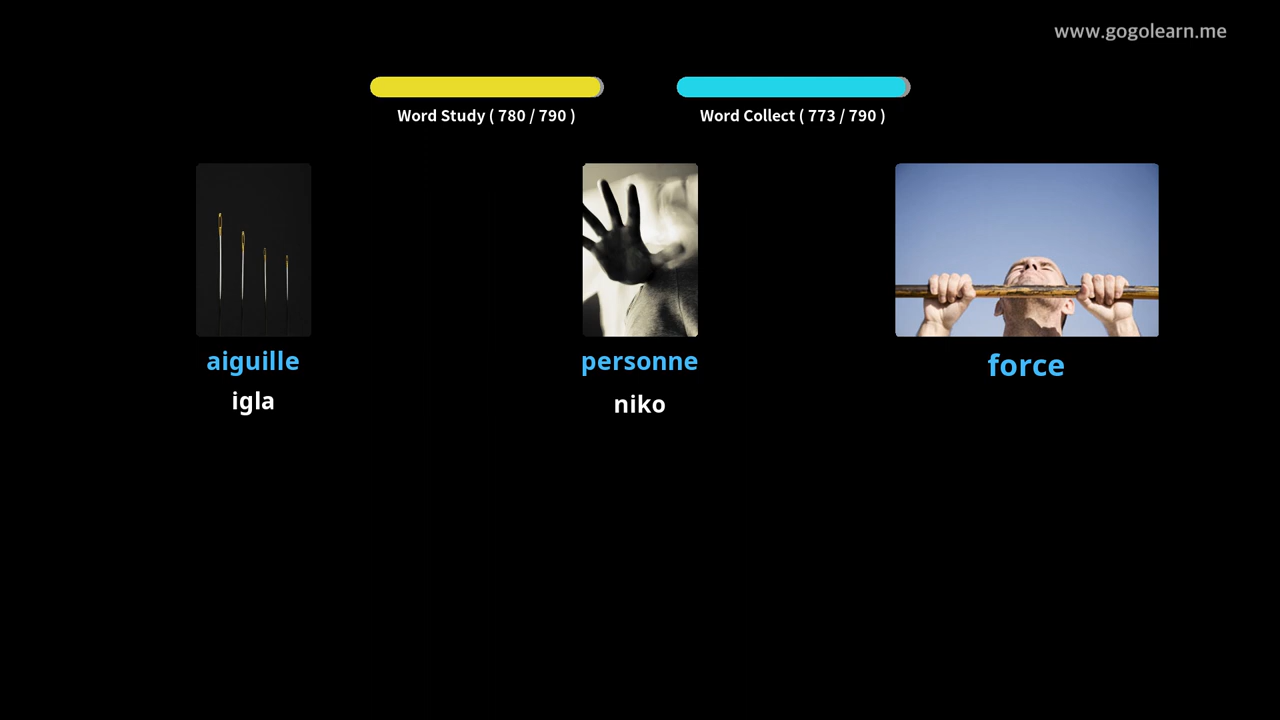 www.gogolearn.me
Word Study ( 780 / 790 )
Word Collect ( 773 / 790 )
aiguille
igla
personne
niko
force